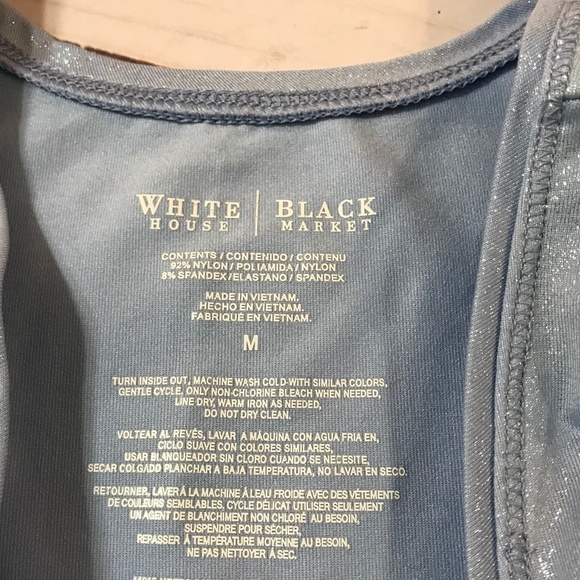 WHITE | BLACK
HOUSE MARKET
CONTENTS / CONTENIDO / CONTENU
92% NYLON / POLIAMIDA / NYLON
8% SPANDEX / ELASTANO / SPANDEX
MADE IN VIETNAM.
HECHO EN VIETNAM.
FABRIQUÉ EN VIETNAM.
M
TURN INSIDE OUT, MACHINE WASH COLD-WITH SIMILAR COLORS,
GENTLE CYCLE, ONLY NON-CHLORINE BLEACH WHEN NEEDED,
LINE DRY, WARM IRON AS NEEDED,
DO NOT DRY CLEAN.
VOLTEAR AL REVÉS, LAVAR A MÁQUINA CON AGUA FRIA EN,
CICLO SUAVE CON COLORES SIMILARES,
USAR BLANQUEADOR SIN CLORO CUANDO SE NECESITE,
SECAR COLGADO PLANCHAR A BAJA TEMPERATURA, NO LAVAR EN SECO.
RETOURNER, LAVER À LA MACHINE À L'EAU FROIDE AVEC DES VÊTEMENTS
DE COULEURS SEMBLABLES, CYCLE DÉLICAT UTILISER SEULEMENT
UN AGENT DE BLANCHIMENT NON CHLORÉ AU BESOIN,
SUSPENDRE POUR SÉCHER,
REPASSER À TEMPÉRATURE MOYENNE AU BESOIN,
NE PAS NETTOYER À SEC.